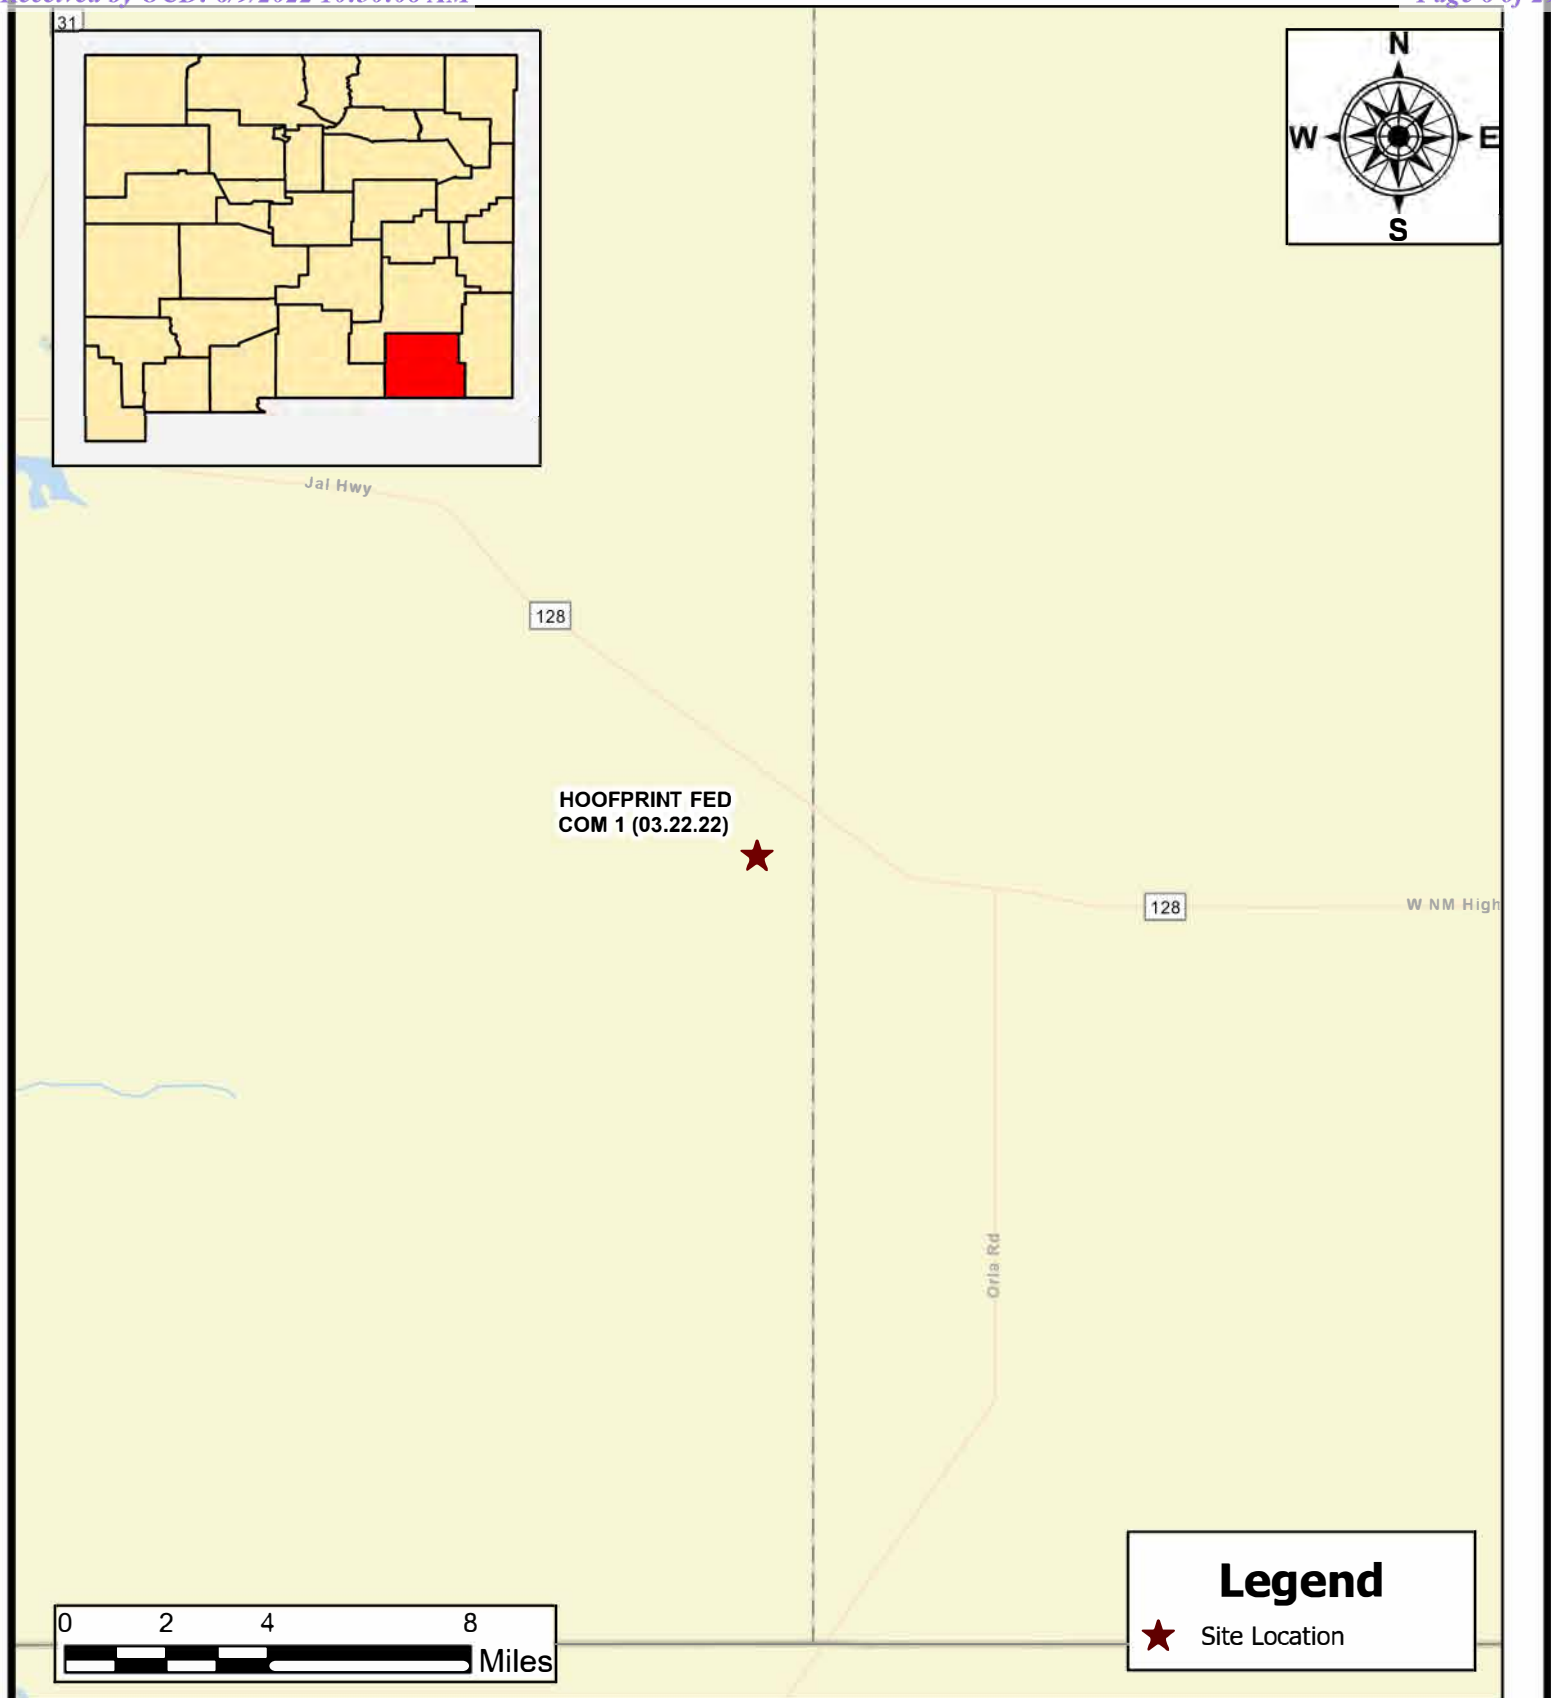 31
N
W
E
S
Jal Hwy
128
HOOFPRINT FED
COM 1 (03.22.22)
128
W NM High
Orla Rd
Legend
Site Location
0 2 4 8
Miles